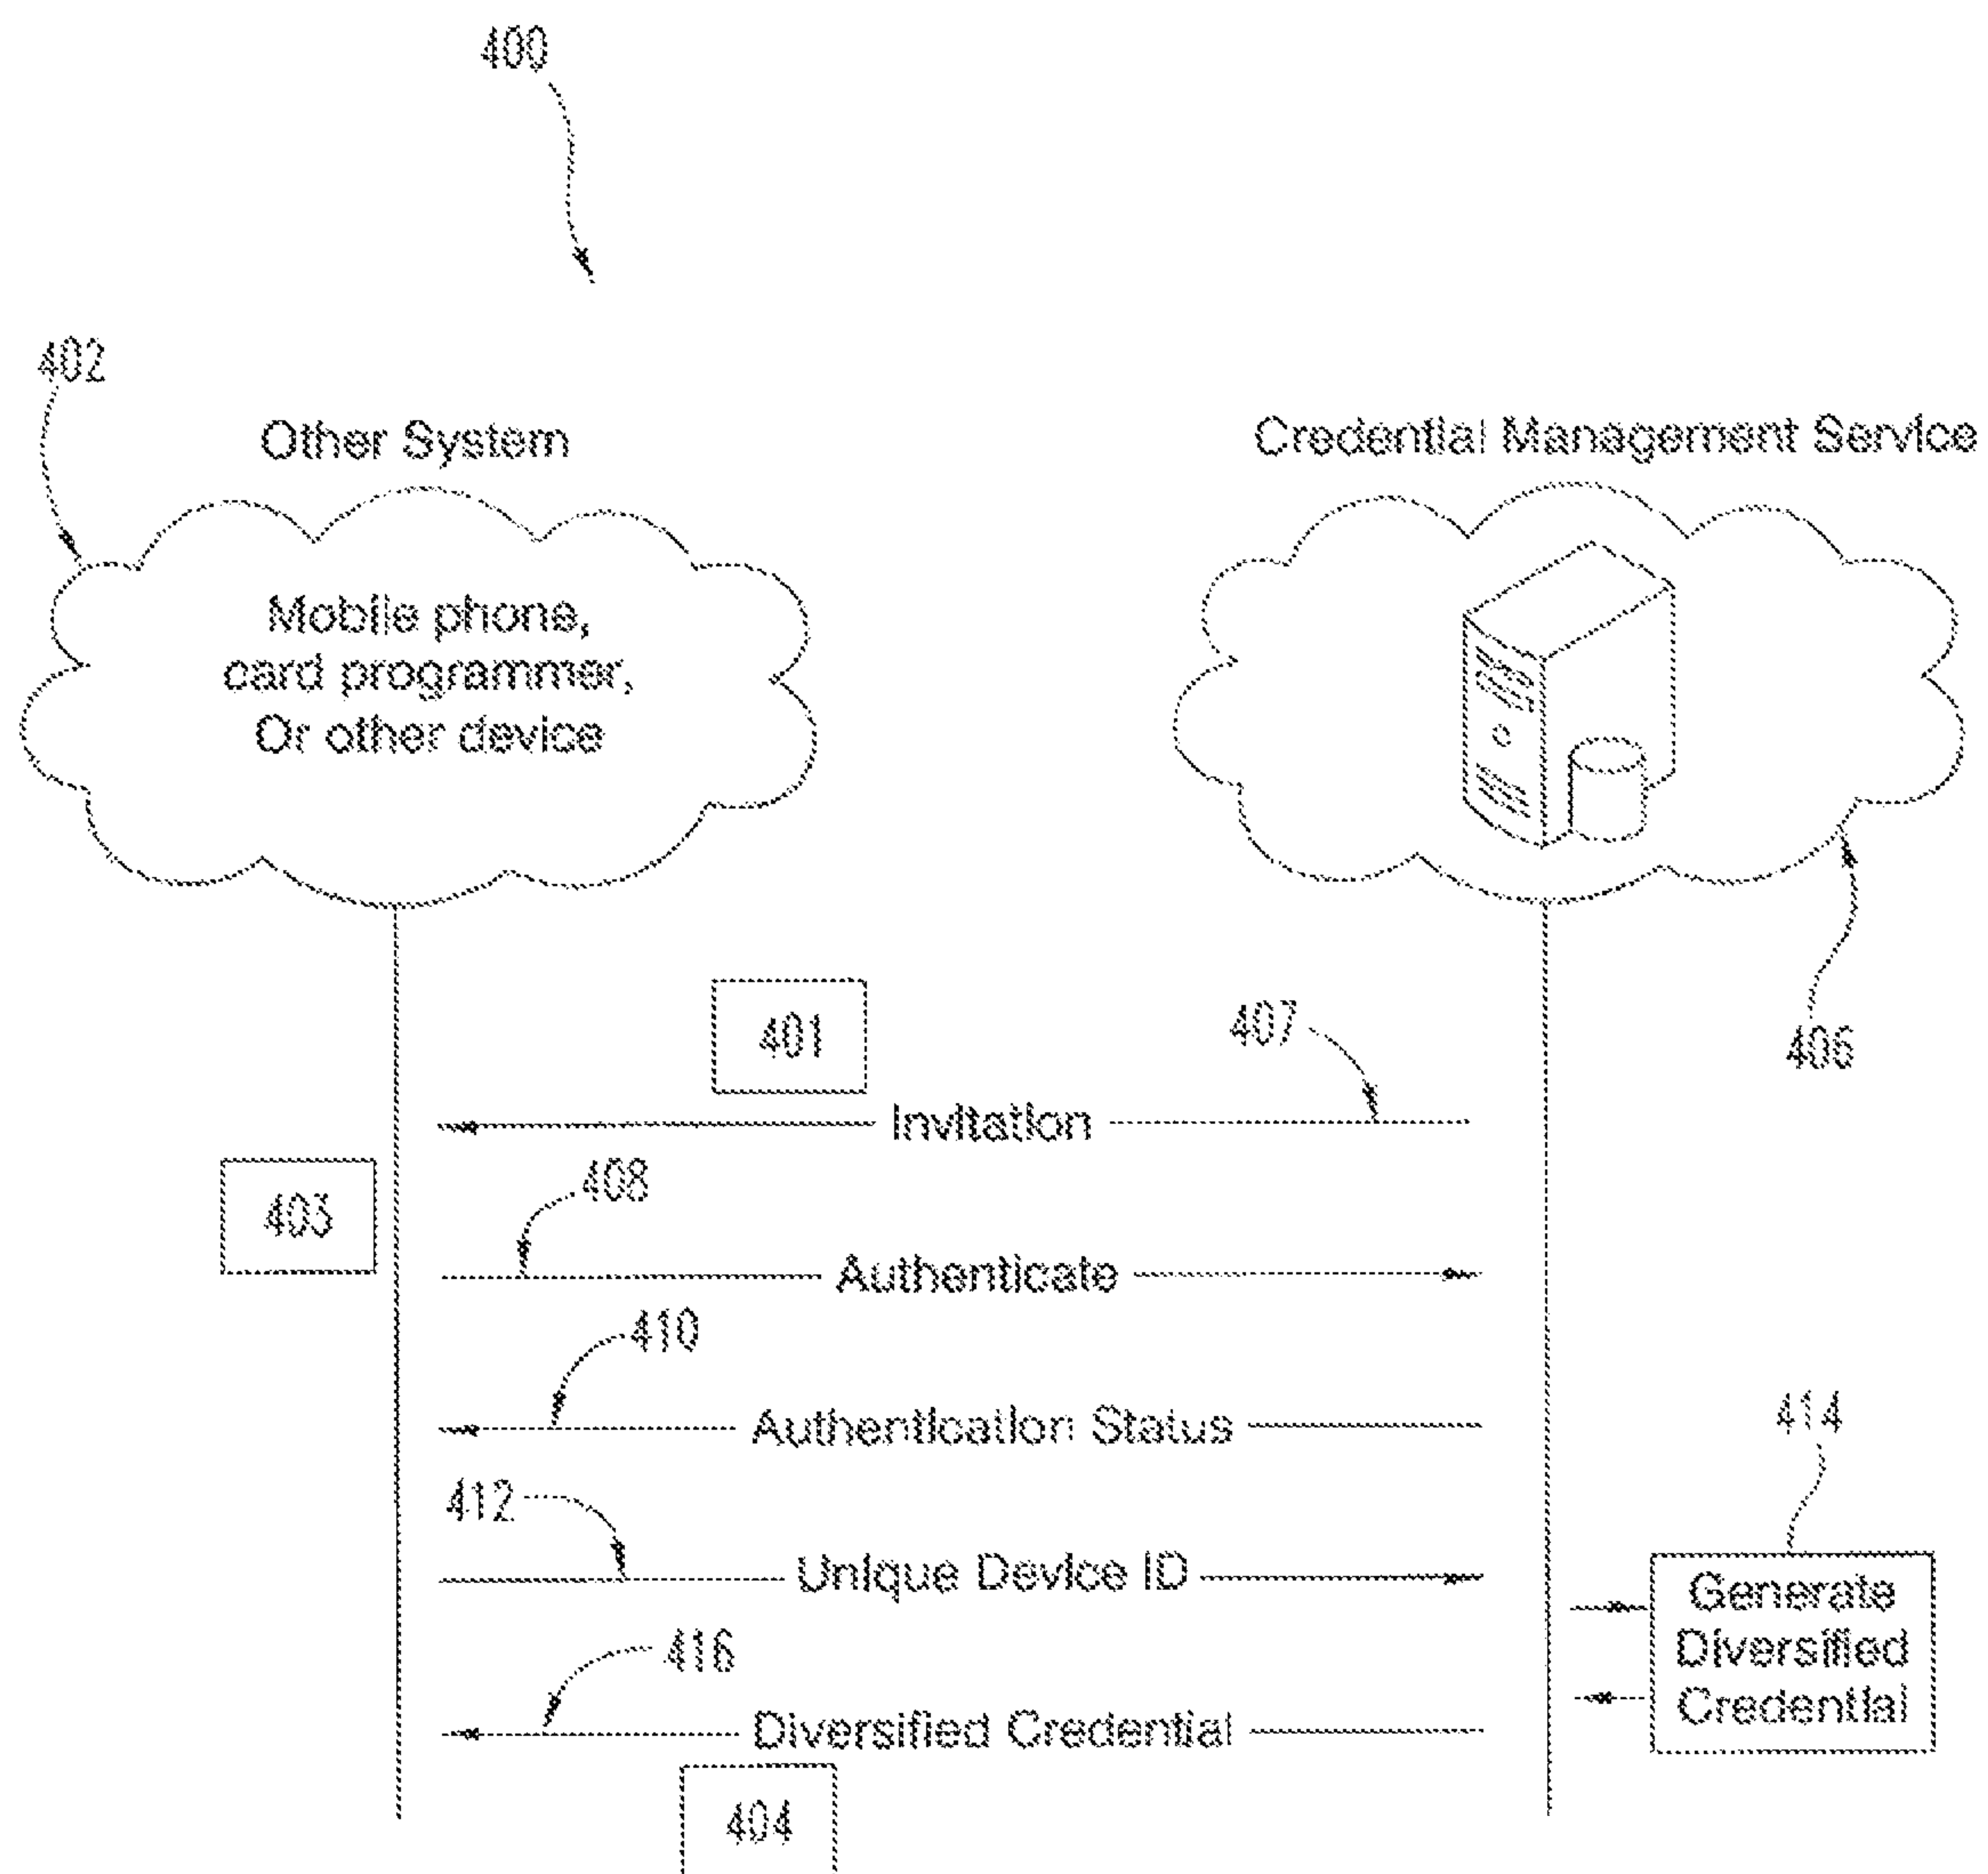 400
402
Other System
Credential Management Service
Mobile phone,
card programmer,
Or other device
406
401
407
Invitation
403
408
Authenticate
410
Authentication Status
414
412
Unique Device ID
Generate
Diversified
Credential
416
Diversified Credential
404